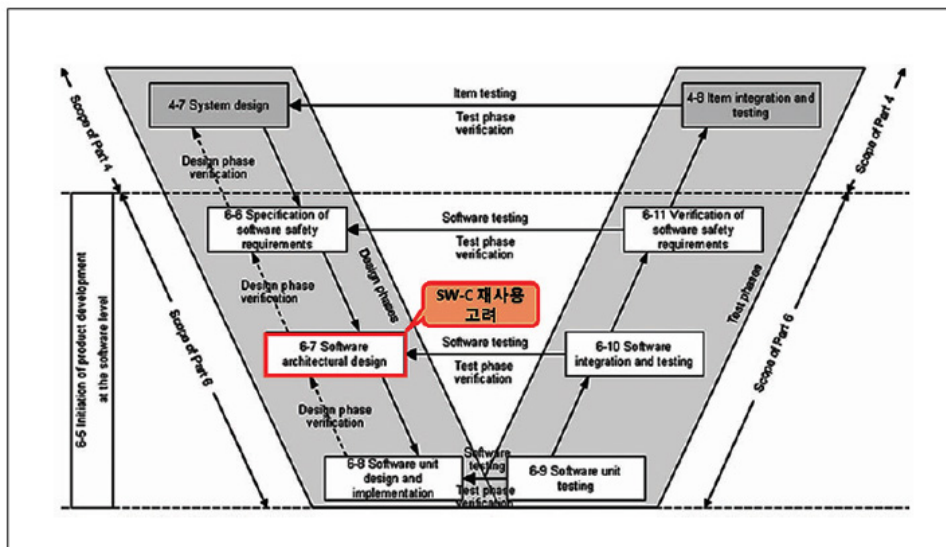 Scope of Part 4
4-7 System design
Item testing
Test phase
verification
4-8 Item integration and
testing
Scope of Part 4
Design phase
verification
6-6 Specification of
software safety
requirements
Software testing
Test phase
verification
6-11 Verification of
software safety
requirements
6-5 Initiation of product development
at the software level
Scope of Part 6
Design phase
verification
Design phases
SW-C 재사용
고려
Test phases
Scope of Part 6
6-7 Software
architectural design
Software testing
Test phase
verification
6-10 Software
integration and testing
Design phase
verification
6-8 Software unit
design and
implementation
Software
testing
Test phase
verification
6-9 Software unit
testing